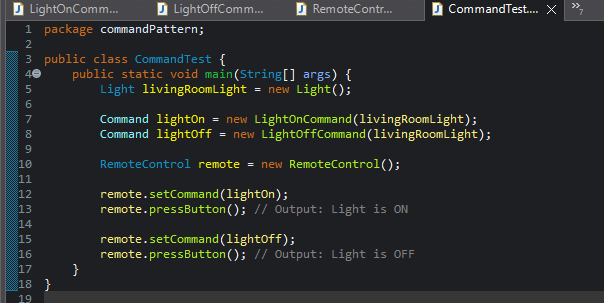 LightOnComm... LightOffComm... RemoteContr... CommandTest.... X »7
1 package commandPattern;
2
3 public class CommandTest {
4 public static void main(String[] args) {
5 Light livingRoomLight = new Light();
6
7 Command lightOn = new LightOnCommand(livingRoomLight);
8 Command lightOff = new LightOffCommand(livingRoomLight);
9
10 RemoteControl remote = new RemoteControl();
11
12 remote.setCommand(lightOn);
13 remote.pressButton(); // Output: Light is ON
14
15 remote.setCommand(lightOff);
16 remote.pressButton(); // Output: Light is OFF
17 }
18 }
19